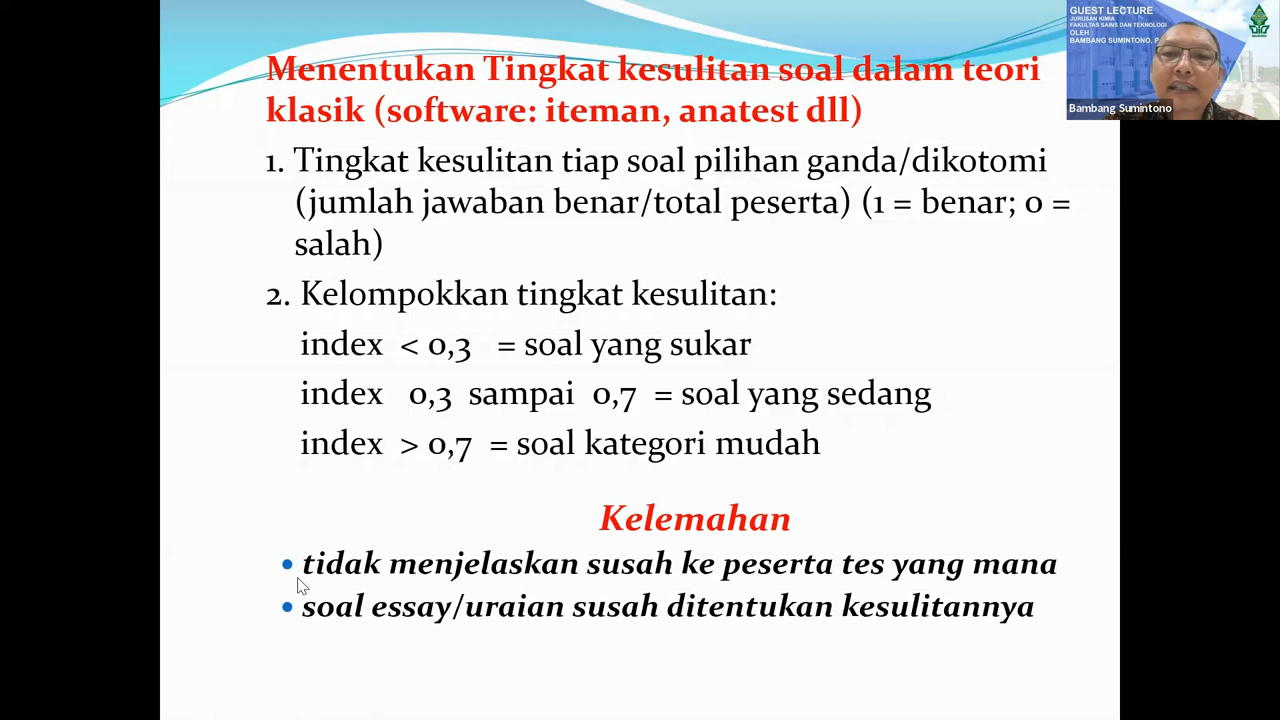 GUEST LECTURE
JURUSAN KIMIA
FAKULTAS SAINS DAN TEKNOLOGI
OLEH :
BAMBANG SUMINTONO, P
Bambang Sumintono
Menentukan Tingkat kesulitan soal dalam teori
klasik (software: iteman, anatest dll)
1. Tingkat kesulitan tiap soal pilihan ganda/dikotomi
(jumlah jawaban benar/total peserta) (1 = benar; 0 =
salah)
2. Kelompokkan tingkat kesulitan:
index < 0,3 = soal yang sukar
index 0,3 sampai 0,7 = soal yang sedang
index > 0,7 = soal kategori mudah
Kelemahan
• tidak menjelaskan susah ke peserta tes yang mana
• soal essay/uraian susah ditentukan kesulitannya